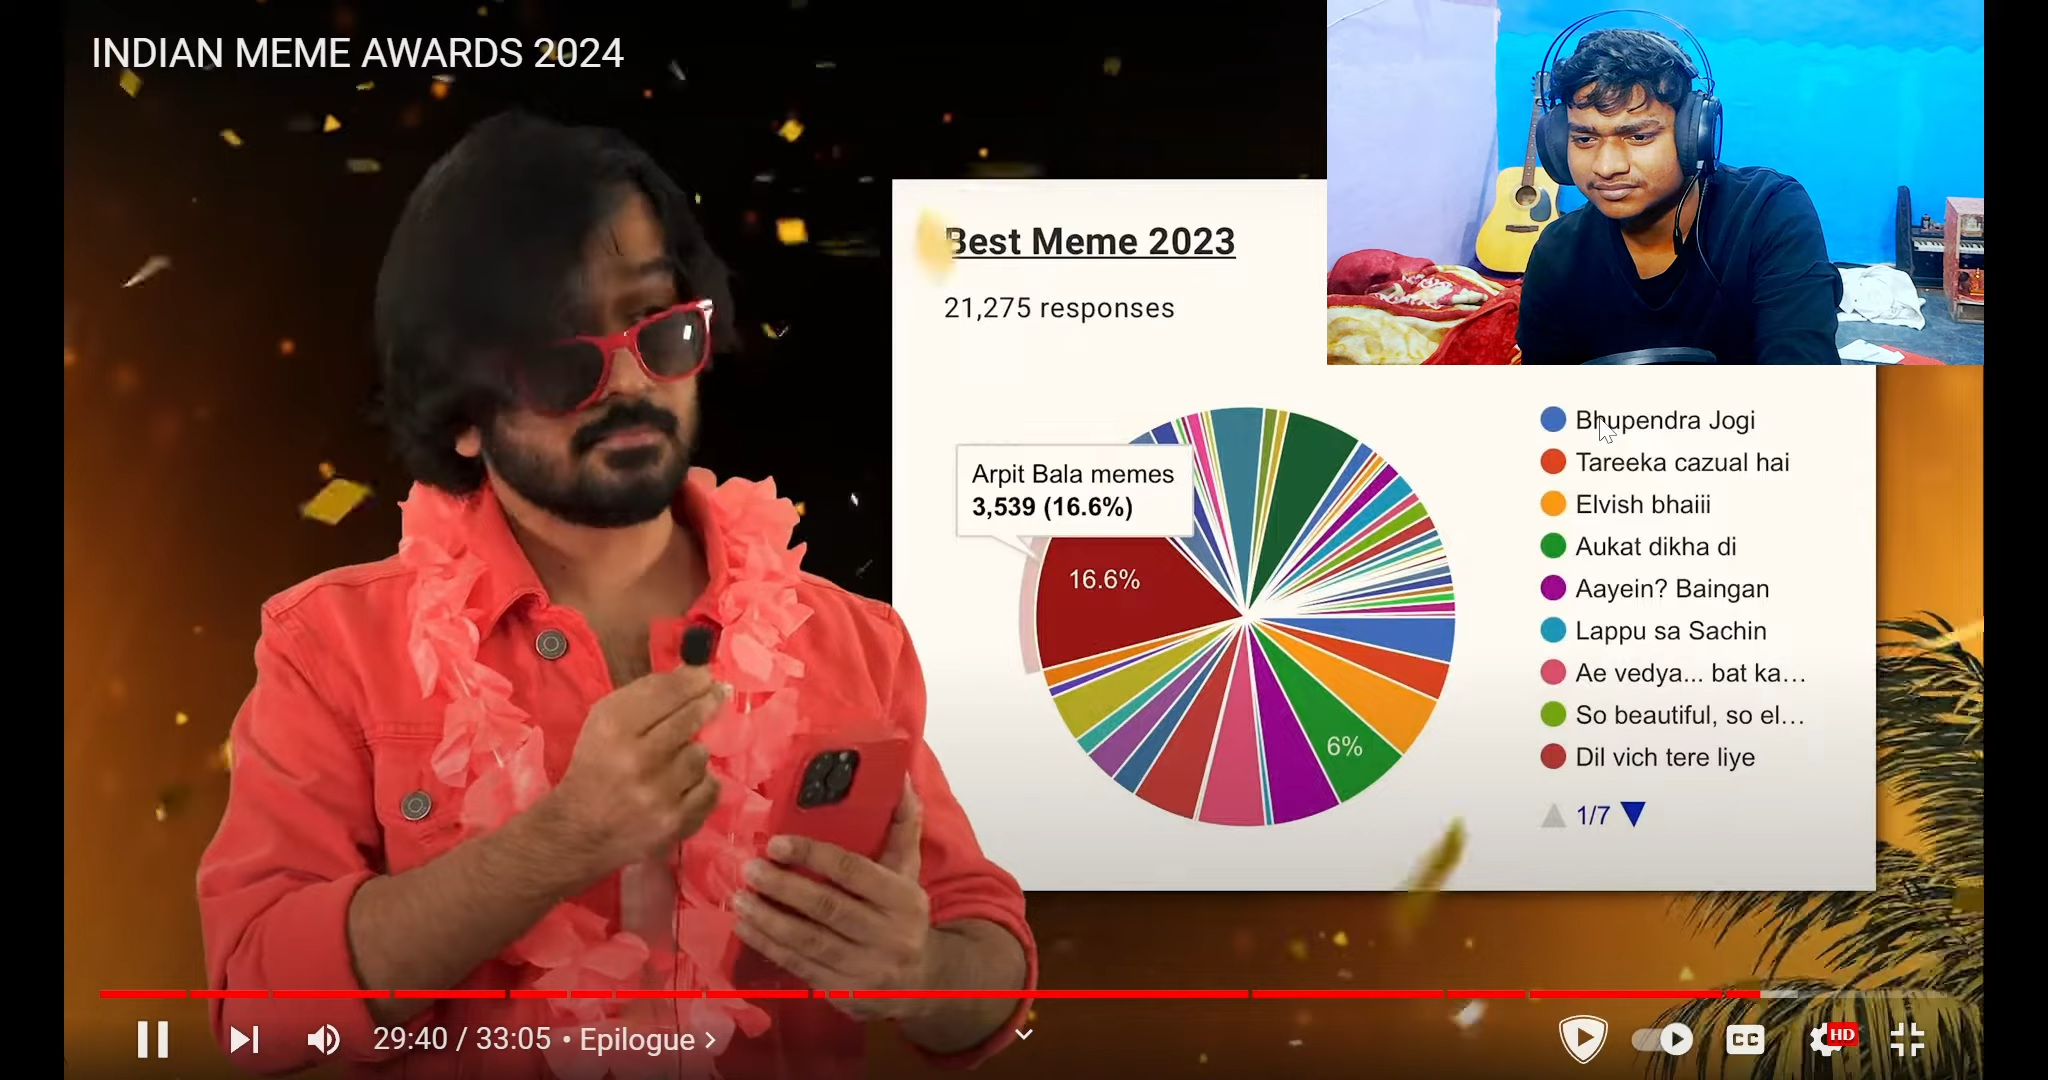 INDIAN MEME AWARDS 2024
Best Meme 2023
21,275 responses
Arpit Bala memes
3,539 (16.6%)
16.6%
6%
Bhupendra Jogi
Tareeka cazual hai
Elvish bhaiii
Aukat dikha di
Aayein? Baingan
Lappu sa Sachin
Ae vedya... bat ka...
So beautiful, so el...
Dil vich tere liye
1/7
29:40 / 33:05 • Epilogue >
CC
HD